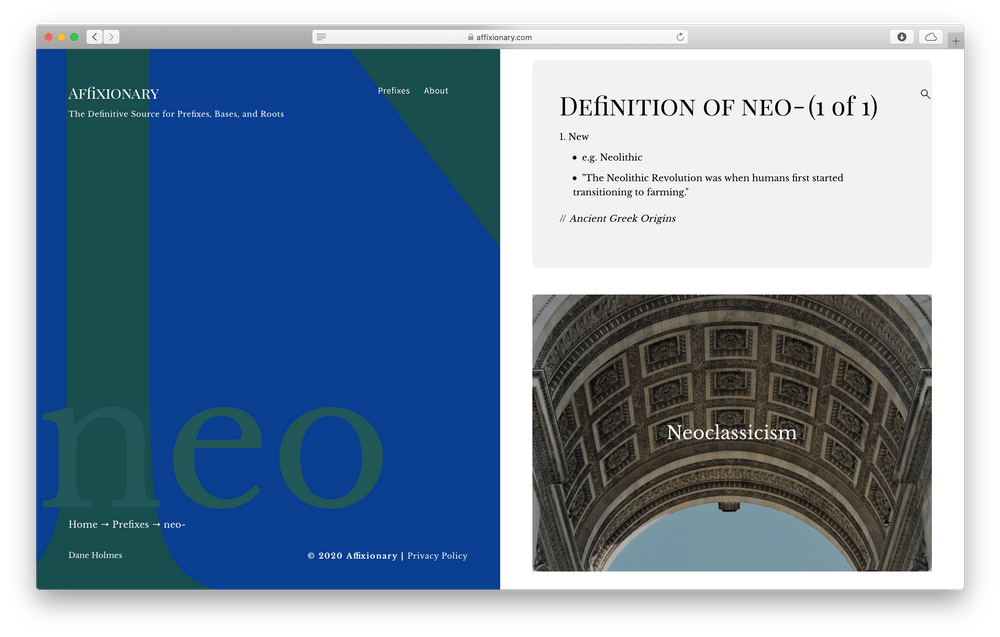 affixionary.com
Affixionary
Prefixes About
The Definitive Source for Prefixes, Bases, and Roots
neo
Home → Prefixes → neo-
Dane Holmes
© 2020 Affixionary | Privacy Policy
Definition of neo- (1 of 1)
1. New
• e.g. Neolithic
• "The Neolithic Revolution was when humans first started
transitioning to farming."
// Ancient Greek Origins
Neoclassicism